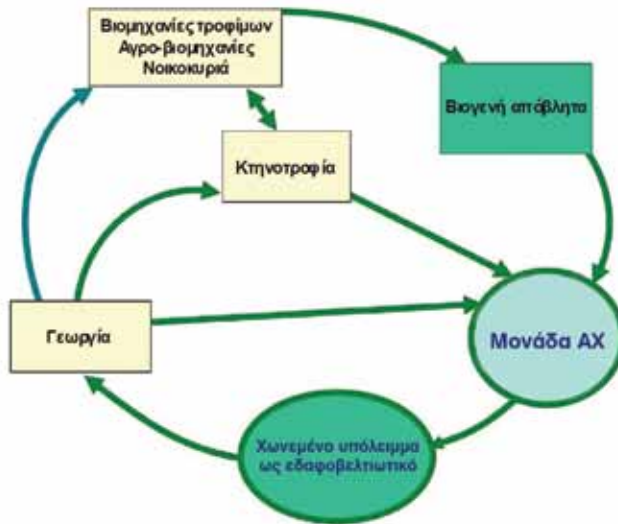 Βιομηχανίες τροφίμων
Αγρο-βιομηχανίες
Νοικοκυριά
Βιογενή απόβλητα
Κτηνοτροφία
Γεωργία
Μονάδα ΑΧ
Χωνεμένο υπόλειμμα
ως εδαφοβελτιωτικό